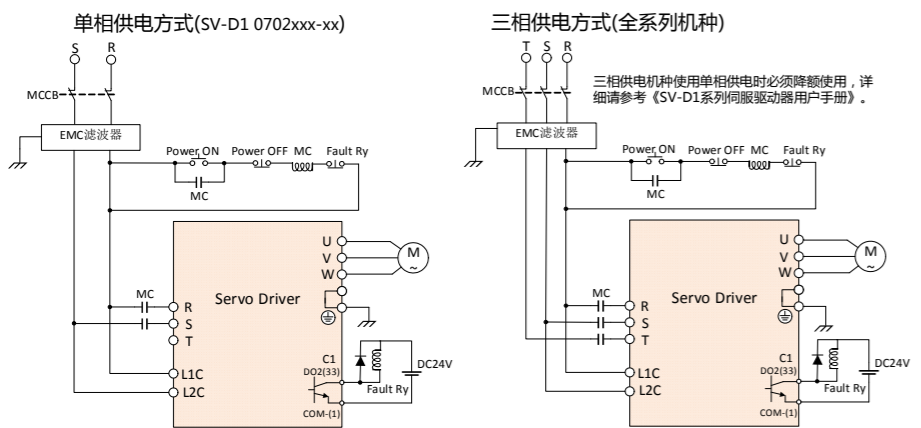 单相供电方式(SV-D1 0702xxx-xx)
S R
MCCB
EMC滤波器
Power ON Power OFF MC Fault Ry
MC
U
V
W
M
~
Servo Driver
MC
R
S
T
L1C
L2C
C1
DO2(33)
COM-(1)
Fault Ry
DC24V
三相供电方式(全系列机种)
T S R
MCCB
三相供电机种使用单相供电时必须降额使用，详
细请参考《SV-D1系列伺服驱动器用户手册》。
EMC滤波器
Power ON Power OFF MC Fault Ry
MC
U
V
W
M
~
Servo Driver
MC
R
S
T
L1C
L2C
C1
DO2(33)
COM-(1)
Fault Ry
DC24V